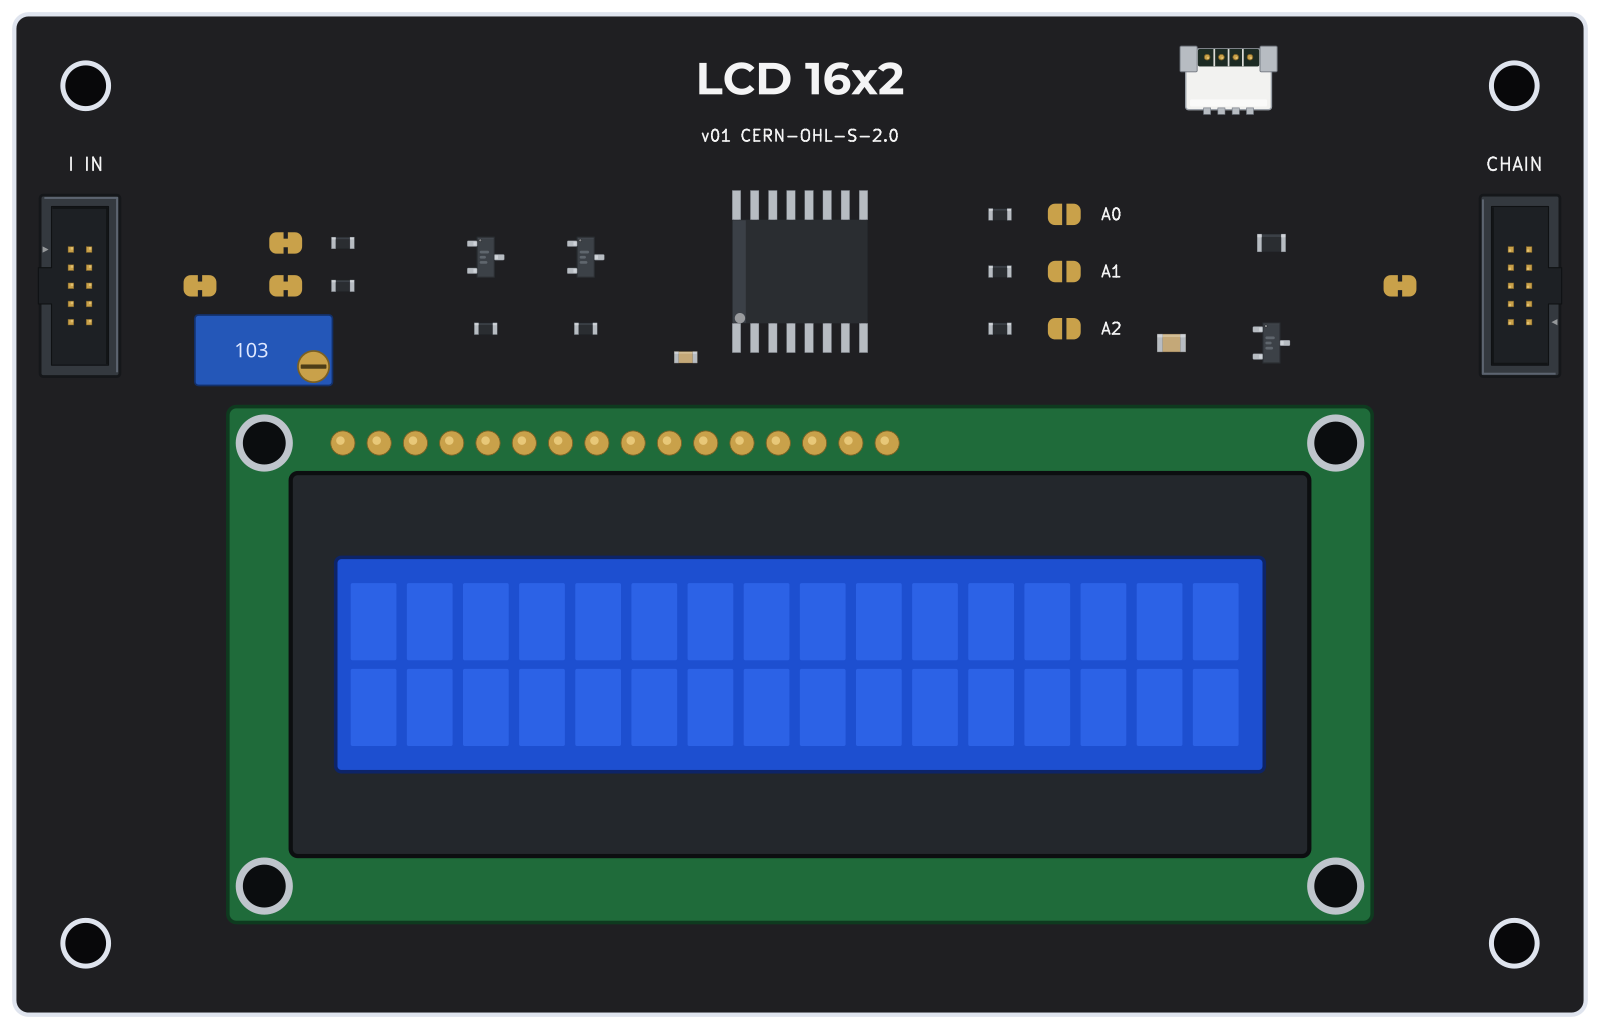 LCD 16x2
v01 CERN-OHL-S-2.0
I IN
CHAIN
A0
A1
A2
103